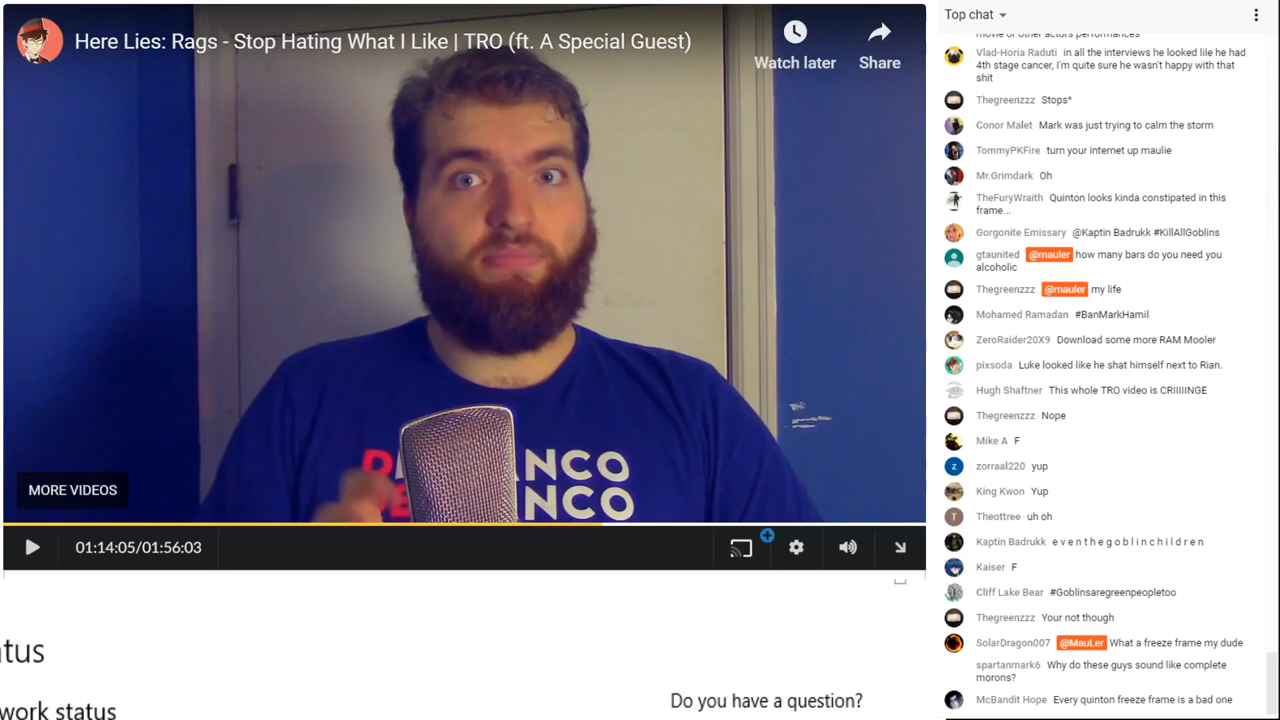 Here Lies: Rags - Stop Hating What I Like | TRO (ft. A Special Guest)
Watch later
Share
NCO
NCO
MORE VIDEOS
01:14:05/01:56:03
tus
work status
Do you have a question?
Top chat
movie or other actors performances
Vlad-Horia Raduti in all the interviews he looked lile he had
4th stage cancer, I'm quite sure he wasn't happy with that
shit
Thegreenzzz Stops*
Conor Malet Mark was just trying to calm the storm
TommyPKFire turn your internet up maulie
Mr.Grimdark Oh
TheFuryWraith Quinton looks kinda constipated in this
frame...
Gorgonite Emissary @Kaptin Badrukk #KillAllGoblins
gtaunited @mauler how many bars do you need you
alcoholic
Thegreenzzz @mauler my life
Mohamed Ramadan #BanMarkHamil
ZeroRaider20X9 Download some more RAM Mooler
pixsoda Luke looked like he shat himself next to Rian.
Hugh Shaftner This whole TRO video is CRIIIIINGE
Thegreenzzz Nope
Mike A F
z zorraal220 yup
King Kwon Yup
T Theottree uh oh
Kaptin Badrukk e v e n t h e g o b l i n c h i l d r e n
Kaiser F
Cliff Lake Bear #Goblinsaregreenpeopletoo
Thegreenzzz Your not though
SolarDragon007 @MauLer What a freeze frame my dude
spartanmark6 Why do these guys sound like complete
morons?
McBandit Hope Every quinton freeze frame is a bad one